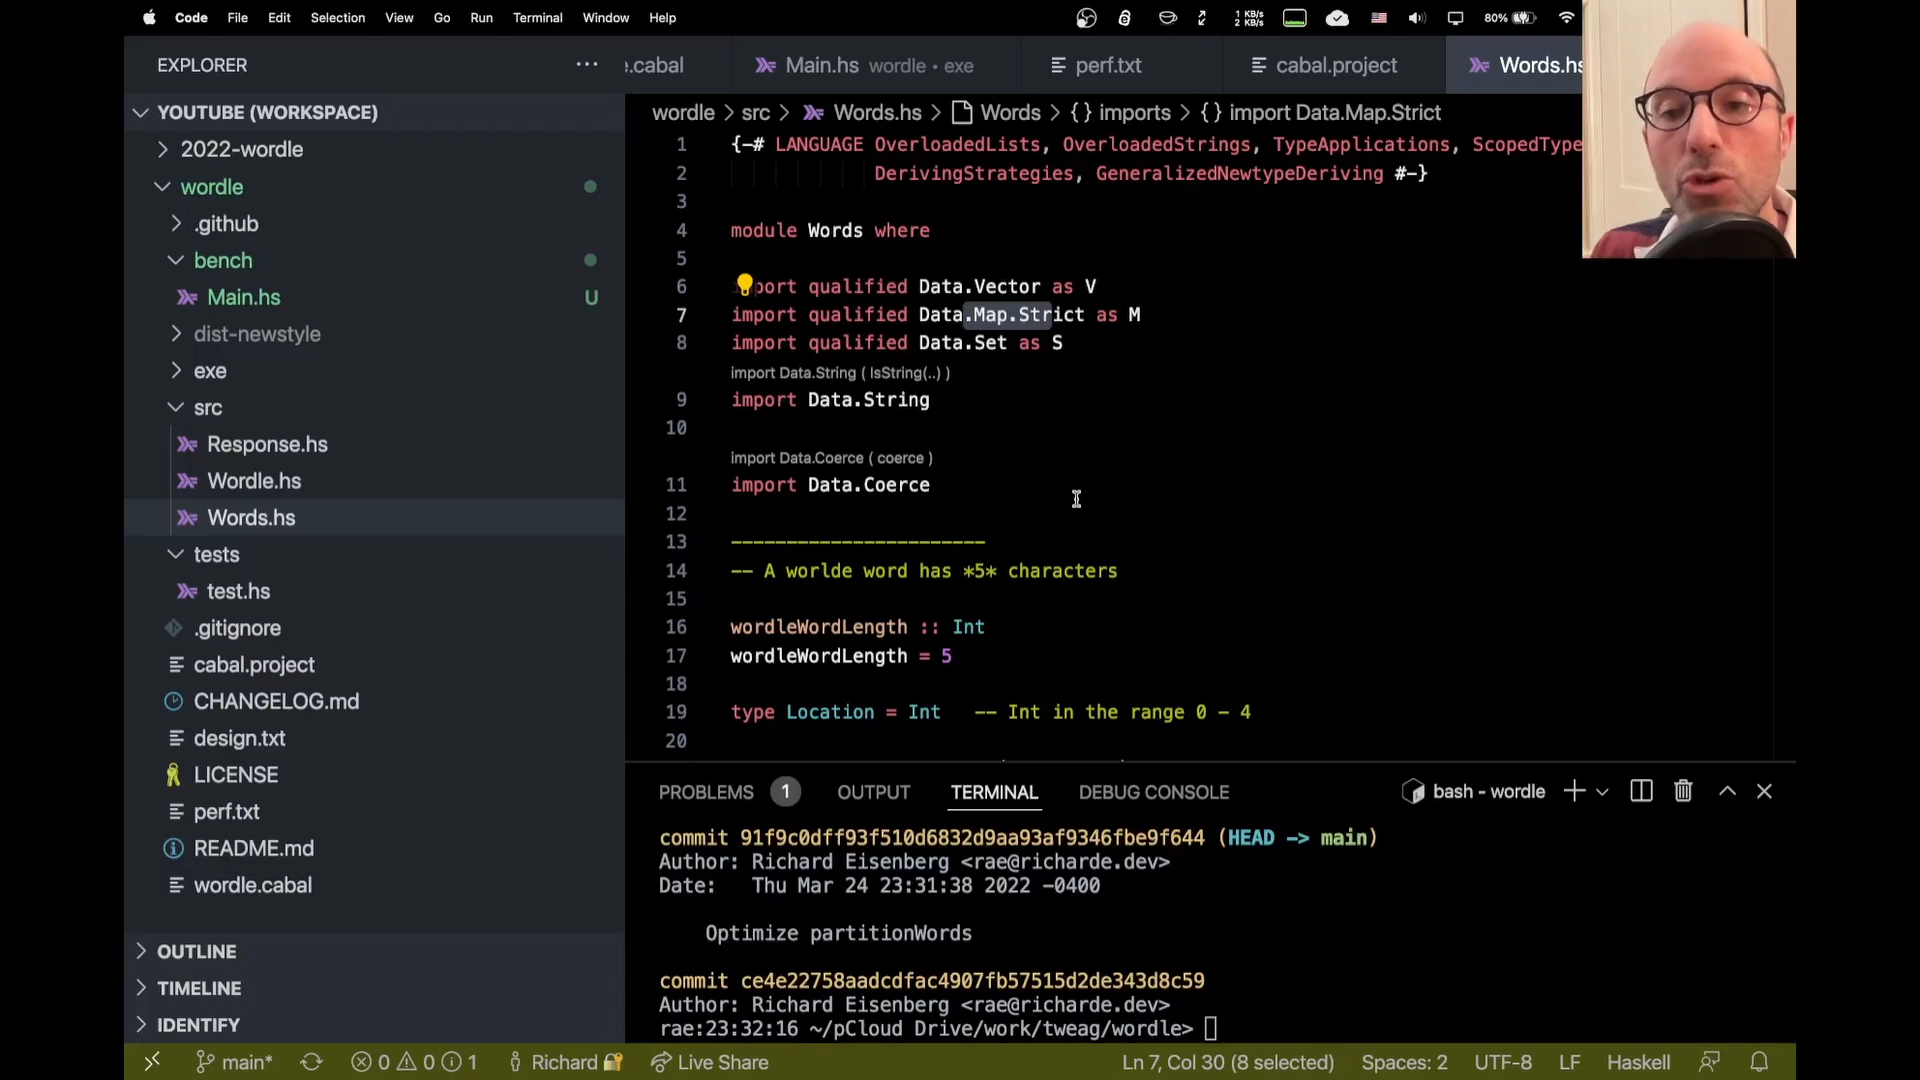 Code File Edit Selection View Go Run Terminal Window Help
1 KB/s
2 KB/s
80%
EXPLORER ···
e.cabal
Main.hs wordle • exe
perf.txt
cabal.project
Words.hs
YOUTUBE (WORKSPACE)
2022-wordle
wordle
.github
bench
Main.hs U
dist-newstyle
exe
src
Response.hs
Wordle.hs
Words.hs
tests
test.hs
.gitignore
cabal.project
CHANGELOG.md
design.txt
LICENSE
perf.txt
README.md
wordle.cabal
OUTLINE
TIMELINE
IDENTIFY
wordle > src > Words.hs > Words > {} imports > {} import Data.Map.Strict
1 {-# LANGUAGE OverloadedLists, OverloadedStrings, TypeApplications, ScopedType
2 DerivingStrategies, GeneralizedNewtypeDeriving #-}
3
4 module Words where
5
6 port qualified Data.Vector as V
7 import qualified Data.Map.Strict as M
8 import qualified Data.Set as S
import Data.String ( IsString(..) )
9 import Data.String
10
import Data.Coerce ( coerce )
11 import Data.Coerce
12
13 -----------------------
14 -- A worlde word has *5* characters
15
16 wordleWordLength :: Int
17 wordleWordLength = 5
18
19 type Location = Int -- Int in the range 0 - 4
20
PROBLEMS 1 OUTPUT TERMINAL DEBUG CONSOLE bash - wordle
commit 91f9c0dff93f510d6832d9aa93af9346fbe9f644 (HEAD -> main)
Author: Richard Eisenberg <rae@richarde.dev>
Date: Thu Mar 24 23:31:38 2022 -0400
Optimize partitionWords
commit ce4e22758aadcdfac4907fb57515d2de343d8c59
Author: Richard Eisenberg <rae@richarde.dev>
rae:23:32:16 ~/pCloud Drive/work/tweag/wordle>
main* 0 0 1 Richard Live Share Ln 7, Col 30 (8 selected) Spaces: 2 UTF-8 LF Haskell